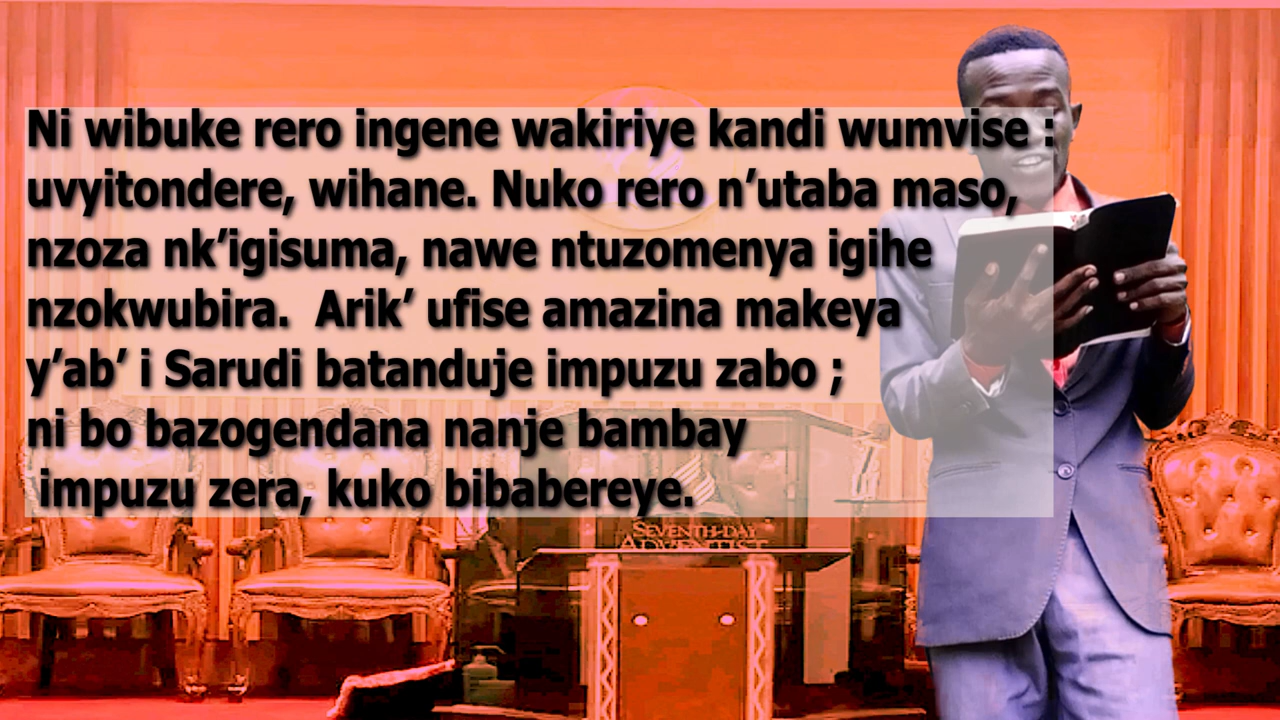 Ni wibuke rero ingene wakiriye kandi wumvise :
uvyitondere, wihane. Nuko rero n’utaba maso,
nzoza nk’igisuma, nawe ntuzomenya igihe
nzokwubira.  Arik’ ufise amazina makeya
y’ab’ i Sarudi batanduje impuzu zabo ;
ni bo bazogendana nanje bambay
impuzu zera, kuko bibabereye.
SEVENTH-DAY
ADVENTIST